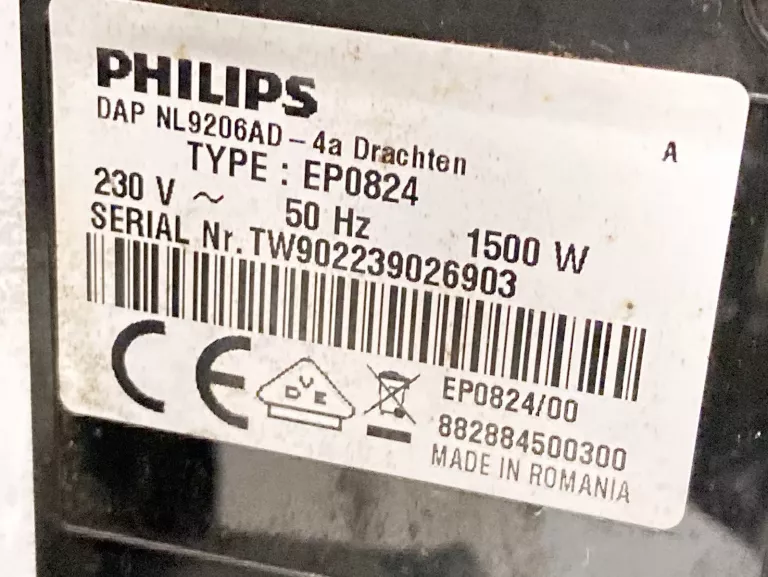 PHILIPS
DAP NL9206AD - 4a Drachten
A
TYPE : EP0824
230 V ~ 50 Hz 1500 W
SERIAL Nr. TW902239026903
CE
DVE
EP0824/00
882884500300
MADE IN ROMANIA